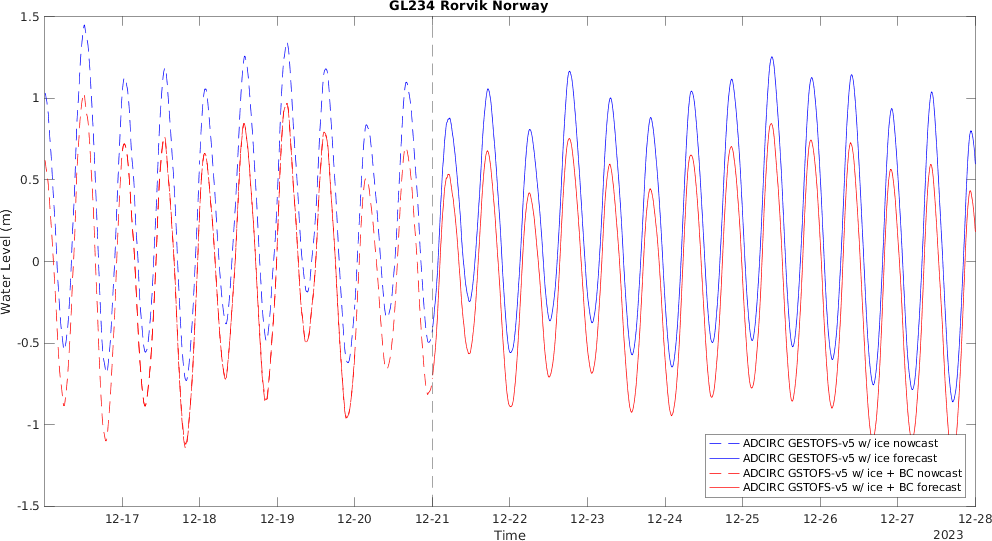 GL234 Rorvik Norway
Water Level (m)
1.5
1
0.5
0
-0.5
-1
-1.5
12-17 12-18 12-19 12-20 12-21 12-22 12-23 12-24 12-25 12-26 12-27 12-28
Time
2023
ADCIRC GESTOFS-v5 w/ ice nowcast
ADCIRC GESTOFS-v5 w/ ice forecast
ADCIRC GSTOFS-v5 w/ ice + BC nowcast
ADCIRC GSTOFS-v5 w/ ice + BC forecast